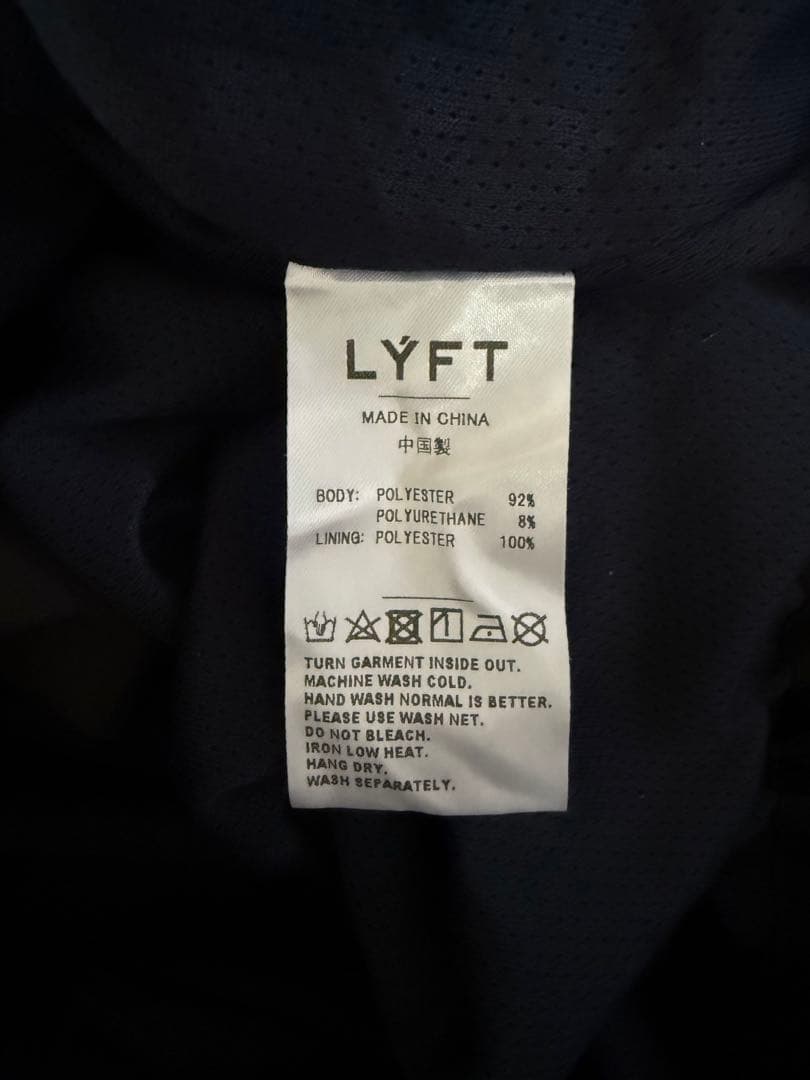 LÝFT
MADE IN CHINA
中国製
BODY: POLYESTER 92%
POLYURETHANE 8%
LINING: POLYESTER 100%
TURN GARMENT INSIDE OUT.
MACHINE WASH COLD.
HAND WASH NORMAL IS BETTER.
PLEASE USE WASH NET.
DO NOT BLEACH.
IRON LOW HEAT.
HANG DRY.
WASH SEPARATELY.